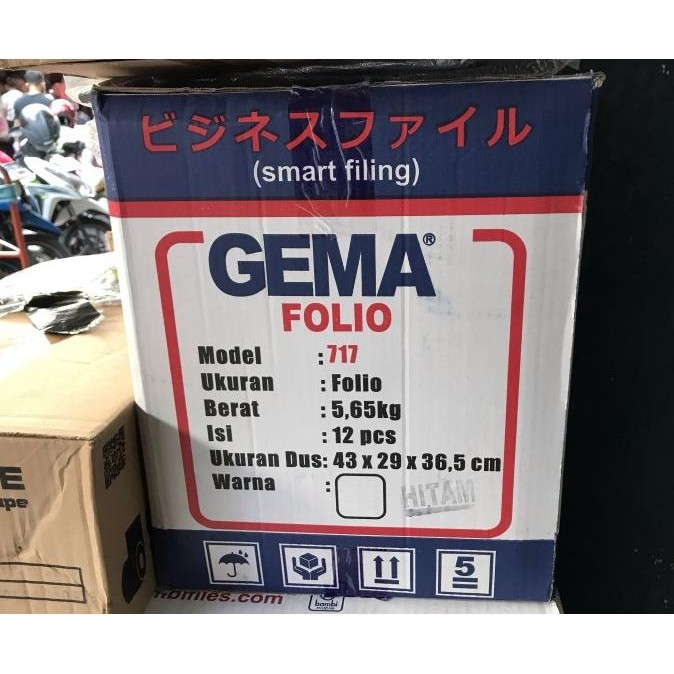 ビジネスファイル
(smart filing)
GEMA®
FOLIO
Model : 717
Ukuran : Folio
Berat : 5,65kg
Isi : 12 pcs
Ukuran Dus: 43 x 29 x 36,5 cm
Warna : HITAM
5
bambi